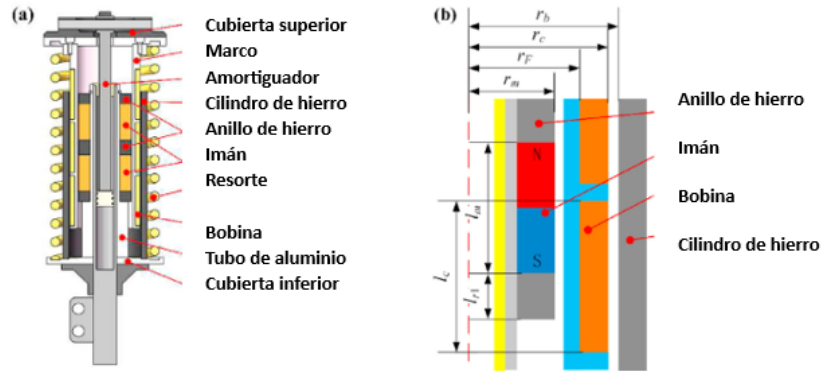 (a)
Cubierta superior
Marco
Amortiguador
Cilindro de hierro
Anillo de hierro
Imán
Resorte
Bobina
Tubo de aluminio
Cubierta inferior
(b)
r_b
r_c
r_F
r_m
Anillo de hierro
N
Imán
l_m
Bobina
S
Cilindro de hierro
l_c